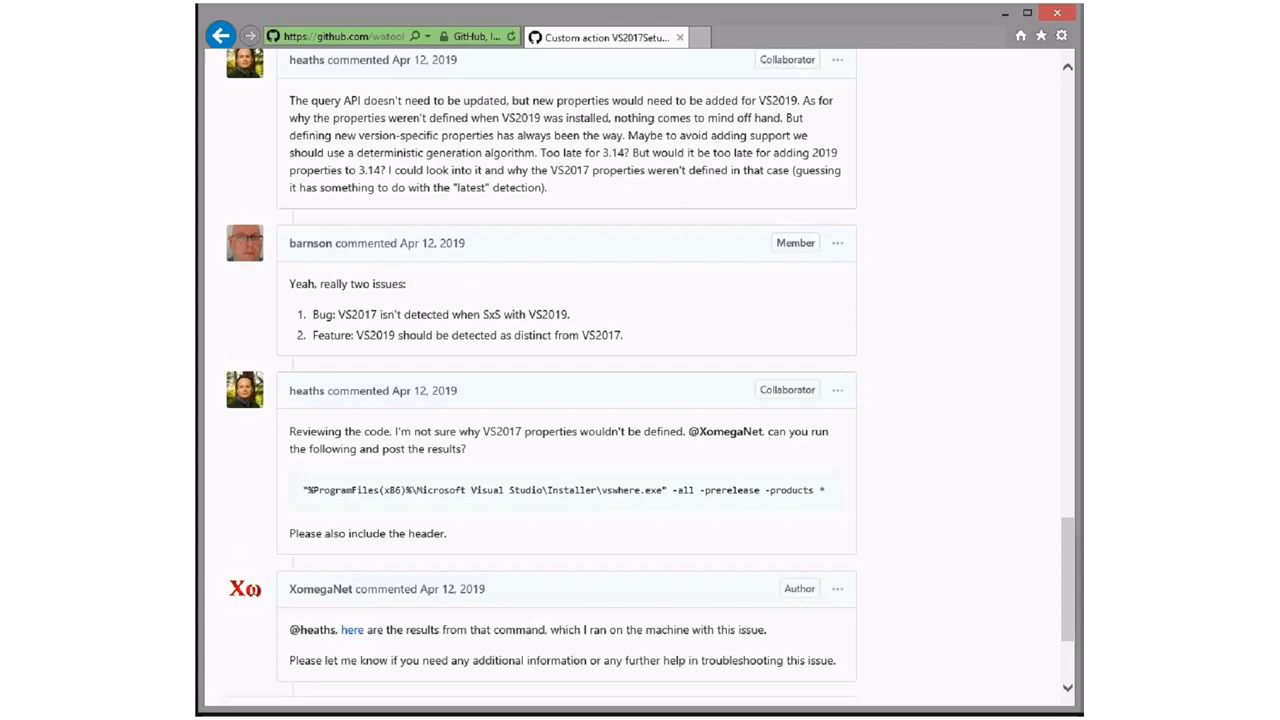 https://github.com/wixtool
GitHub, I...
Custom action VS2017Setu...
heaths commented Apr 12, 2019
Collaborator
The query API doesn't need to be updated, but new properties would need to be added for VS2019. As for
why the properties weren't defined when VS2019 was installed, nothing comes to mind off hand. But
defining new version-specific properties has always been the way. Maybe to avoid adding support we
should use a deterministic generation algorithm. Too late for 3.14? But would it be too late for adding 2019
properties to 3.14? I could look into it and why the VS2017 properties weren't defined in that case (guessing
it has something to do with the "latest" detection).
barnson commented Apr 12, 2019
Member
Yeah, really two issues:
1. Bug: VS2017 isn't detected when SxS with VS2019.
2. Feature: VS2019 should be detected as distinct from VS2017.
heaths commented Apr 12, 2019
Collaborator
Reviewing the code, I'm not sure why VS2017 properties wouldn't be defined. @XomegaNet, can you run
the following and post the results?
"%ProgramFiles(x86)%\Microsoft Visual Studio\Installer\vswhere.exe" -all -prerelease -products *
Please also include the header.
Xω
XomegaNet commented Apr 12, 2019
Author
@heaths, here are the results from that command, which I ran on the machine with this issue.
Please let me know if you need any additional information or any further help in troubleshooting this issue.